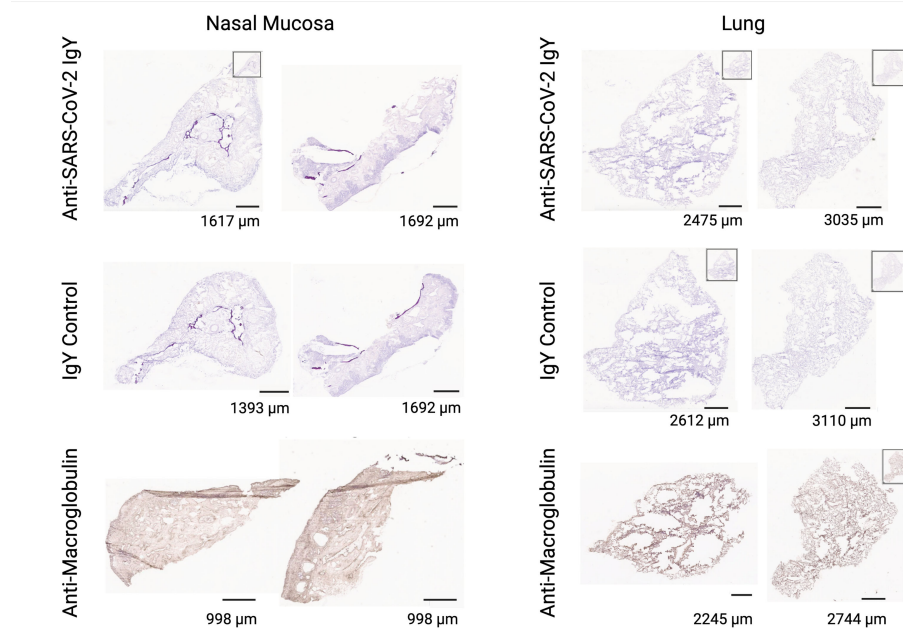 Nasal Mucosa
Lung
Anti-SARS-CoV-2 IgY
1617 µm
1692 µm
Anti-SARS-CoV-2 IgY
2475 µm
3035 µm
IgY Control
1393 µm
1692 µm
IgY Control
2612 µm
3110 µm
Anti-Macroglobulin
998 µm
998 µm
Anti-Macroglobulin
2245 µm
2744 µm